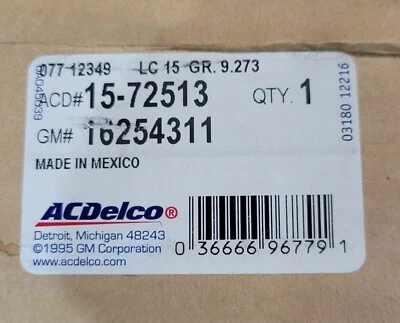 077 12349 LC 15 GR. 9.273
ACD# 15-72513 QTY. 1
GM# 16254311
MADE IN MEXICO
ACDelco®
Detroit, Michigan 48243
©1995 GM Corporation
www.acdelco.com
0 36666 96779 1
03180 12216